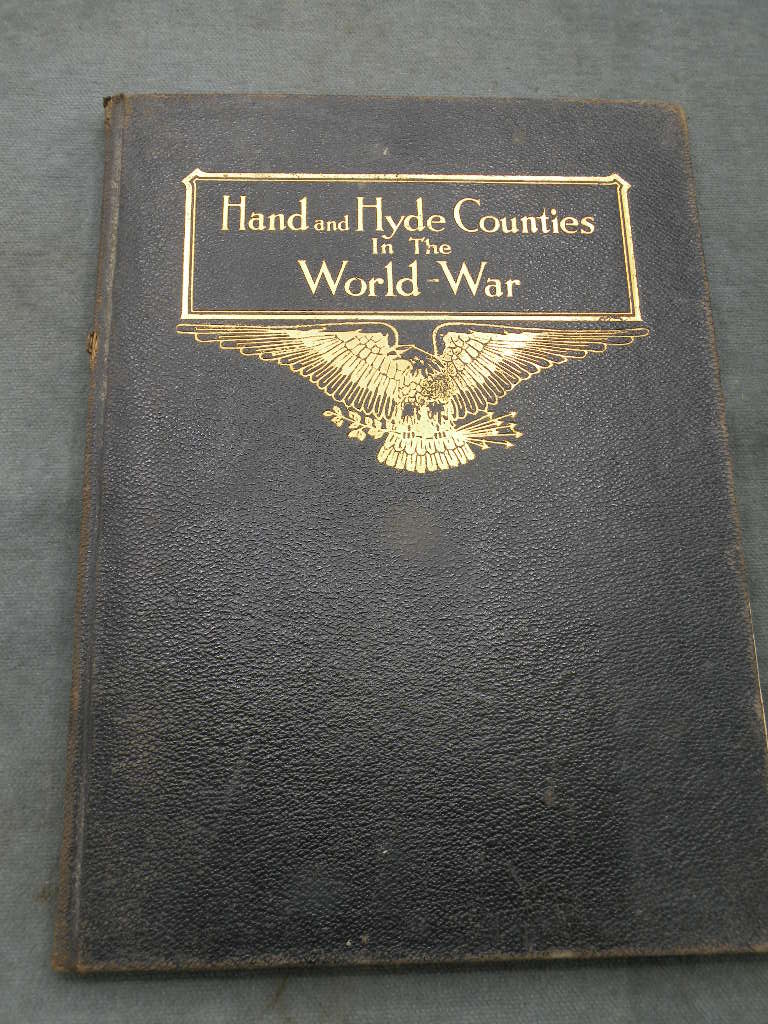 Hand and Hyde Counties
In The
World-War